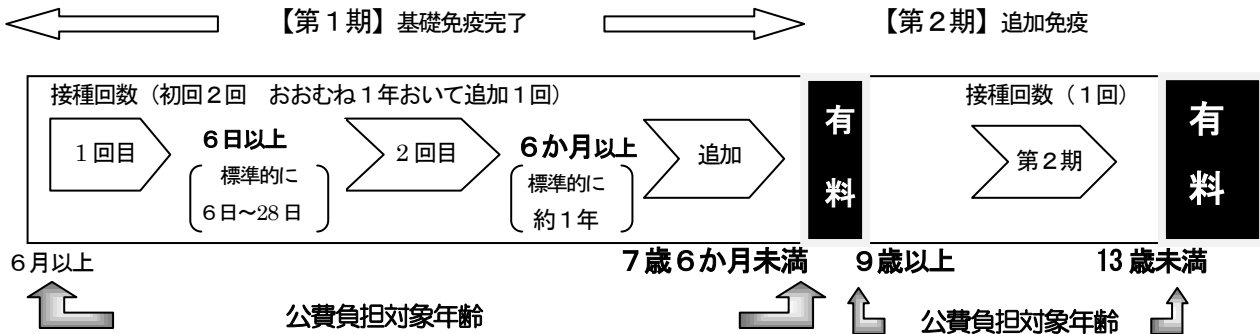 【第１期】基礎免疫完了
【第２期】追加免疫
接種回数（初回２回　おおむね１年おいて追加１回）
1回目
６日以上
標準的に
６日～28日
2回目
６か月以上
標準的に
約１年
追加
有料
接種回数（１回）
第２期
有料
６月以上
７歳６か月未満
９歳以上
13歳未満
公費負担対象年齢
公費負担対象年齢